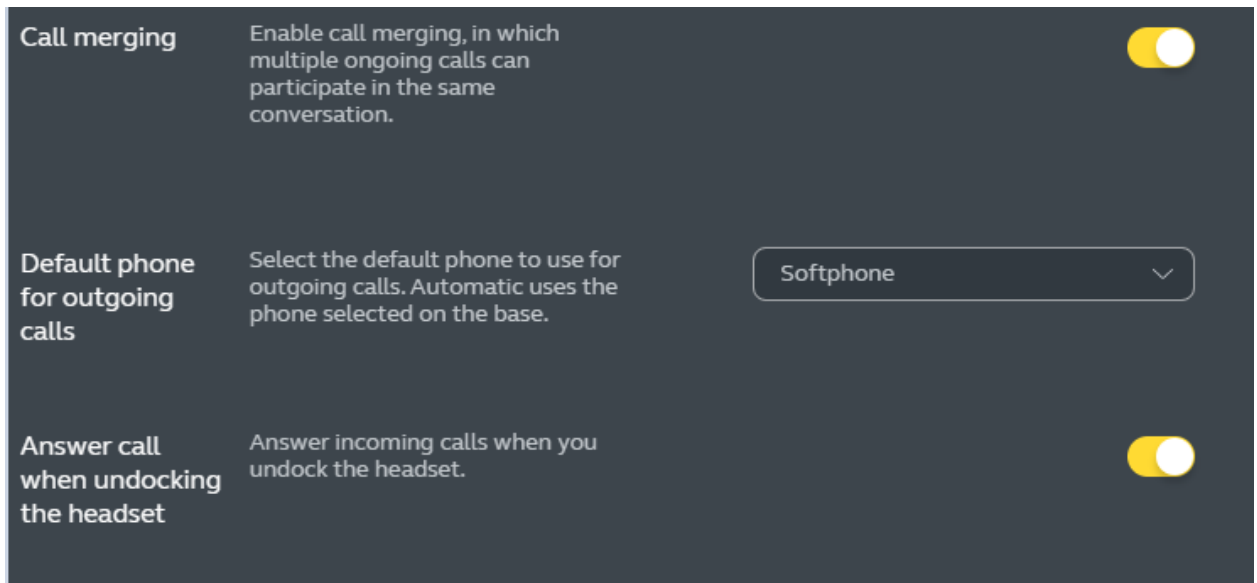 Call merging
Enable call merging, in which
multiple ongoing calls can
participate in the same
conversation.
Default phone
for outgoing
calls
Select the default phone to use for
outgoing calls. Automatic uses the
phone selected on the base.
Softphone
Answer call
when undocking
the headset
Answer incoming calls when you
undock the headset.